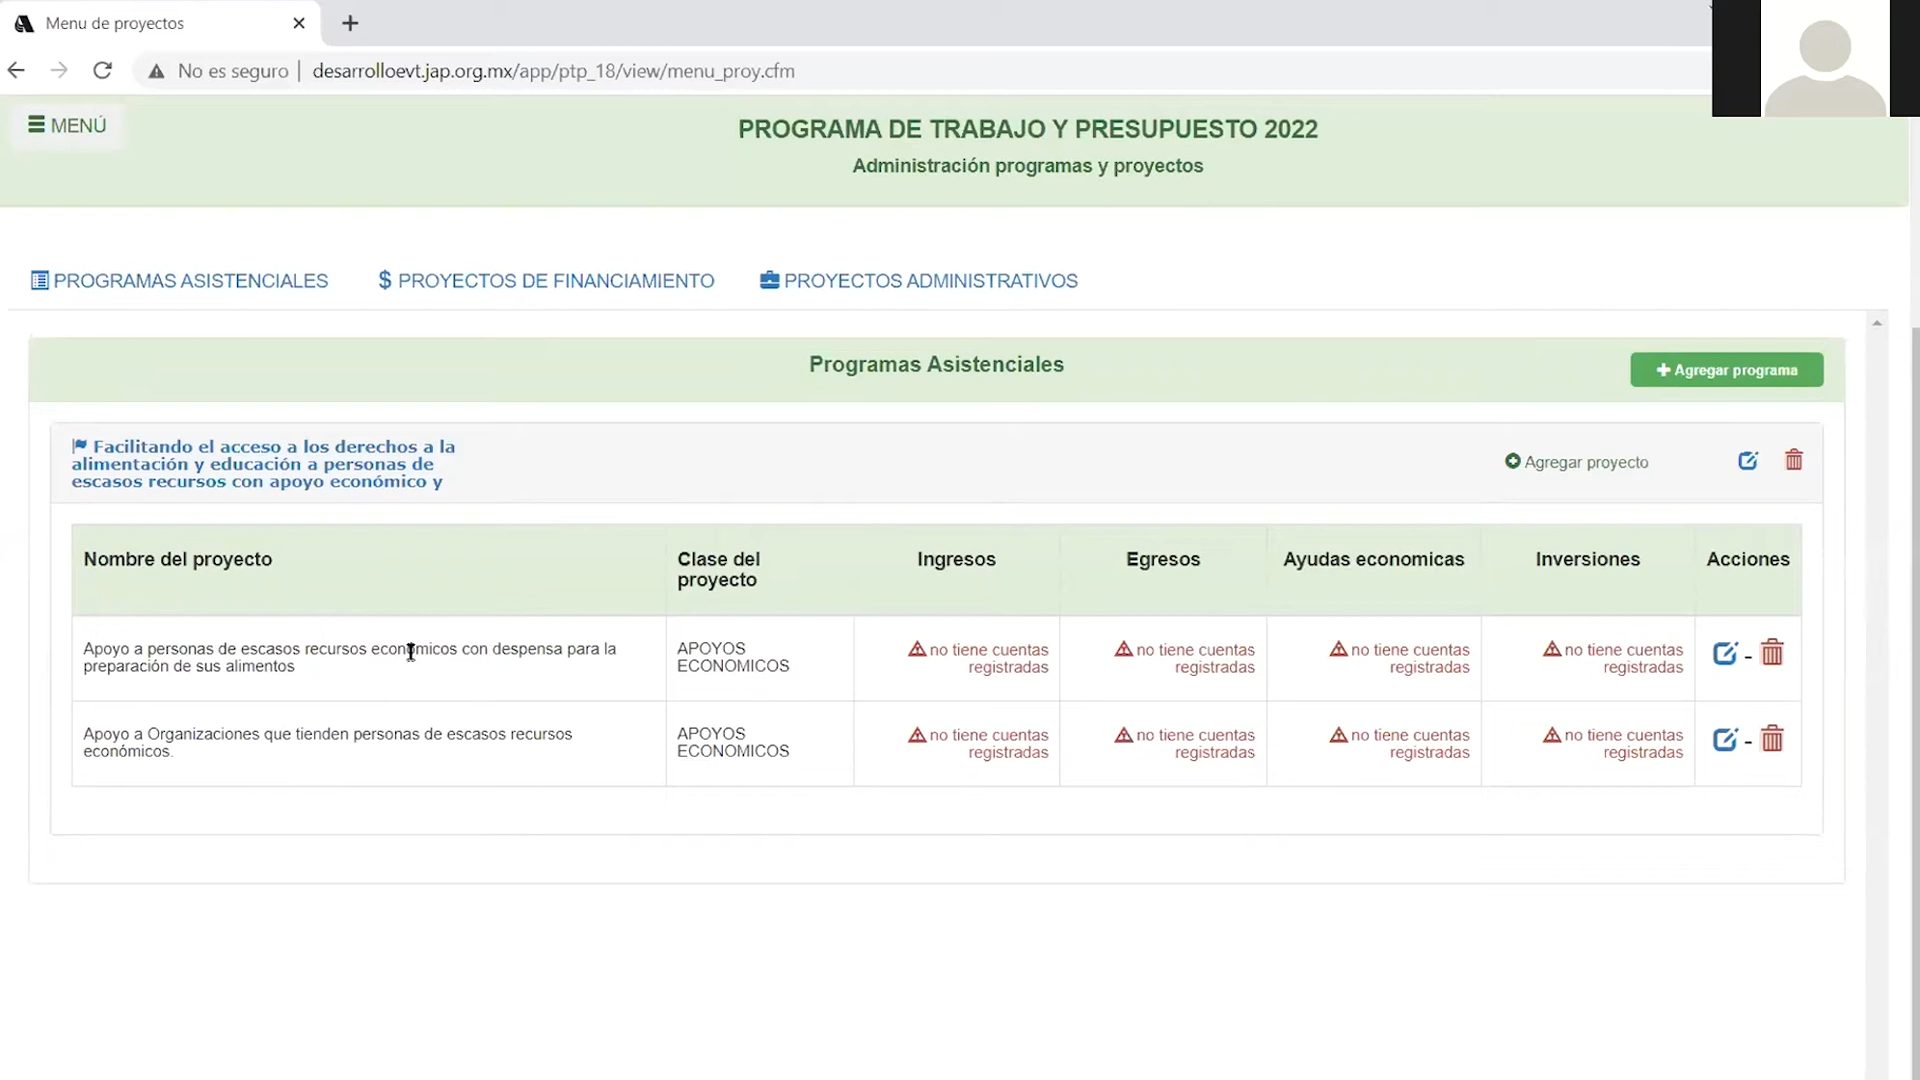 Menu de proyectos
No es seguro | desarrolloevt.jap.org.mx/app/ptp_18/view/menu_proy.cfm
MENÚ
PROGRAMA DE TRABAJO Y PRESUPUESTO 2022
Administración programas y proyectos
PROGRAMAS ASISTENCIALES $ PROYECTOS DE FINANCIAMIENTO PROYECTOS ADMINISTRATIVOS
Programas Asistenciales
Agregar programa
Facilitando el acceso a los derechos a la
alimentación y educación a personas de
escasos recursos con apoyo económico y
Agregar proyecto
Nombre del proyecto
Clase del
proyecto
Ingresos
Egresos
Ayudas economicas
Inversiones
Acciones
Apoyo a personas de escasos recursos económicos con despensa para la
preparación de sus alimentos
APOYOS
ECONOMICOS
no tiene cuentas
registradas
no tiene cuentas
registradas
no tiene cuentas
registradas
no tiene cuentas
registradas
-
Apoyo a Organizaciones que tienden personas de escasos recursos
económicos.
APOYOS
ECONOMICOS
no tiene cuentas
registradas
no tiene cuentas
registradas
no tiene cuentas
registradas
no tiene cuentas
registradas
-